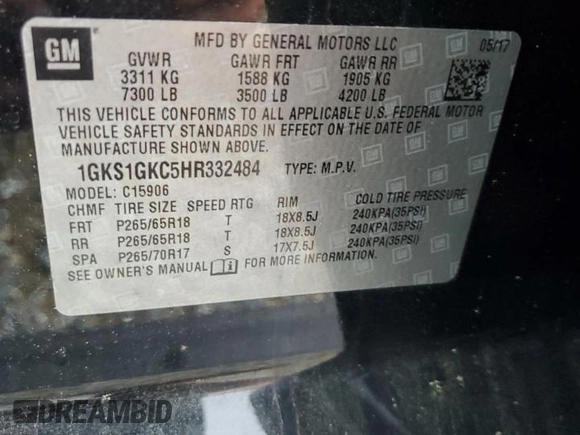 GM
MFD BY GENERAL MOTORS LLC 05/17
GVWR GAWR FRT GAWR RR
3311 KG 1588 KG 1905 KG
7300 LB 3500 LB 4200 LB
THIS VEHICLE CONFORMS TO ALL APPLICABLE U.S. FEDERAL MOTOR
VEHICLE SAFETY STANDARDS IN EFFECT ON THE DATE OF
MANUFACTURE SHOWN ABOVE.
1GKS1GKC5HR332484 TYPE: M.P.V.
MODEL: C15906
CHMF TIRE SIZE SPEED RTG RIM COLD TIRE PRESSURE
FRT P265/65R18 T 18X8.5J 240KPA(35PSI)
RR P265/65R18 T 18X8.5J 240KPA(35PSI)
SPA P265/70R17 S 17X7.5J 240KPA(35PSI)
SEE OWNER'S MANUAL FOR MORE INFORMATION.
DREAMBID